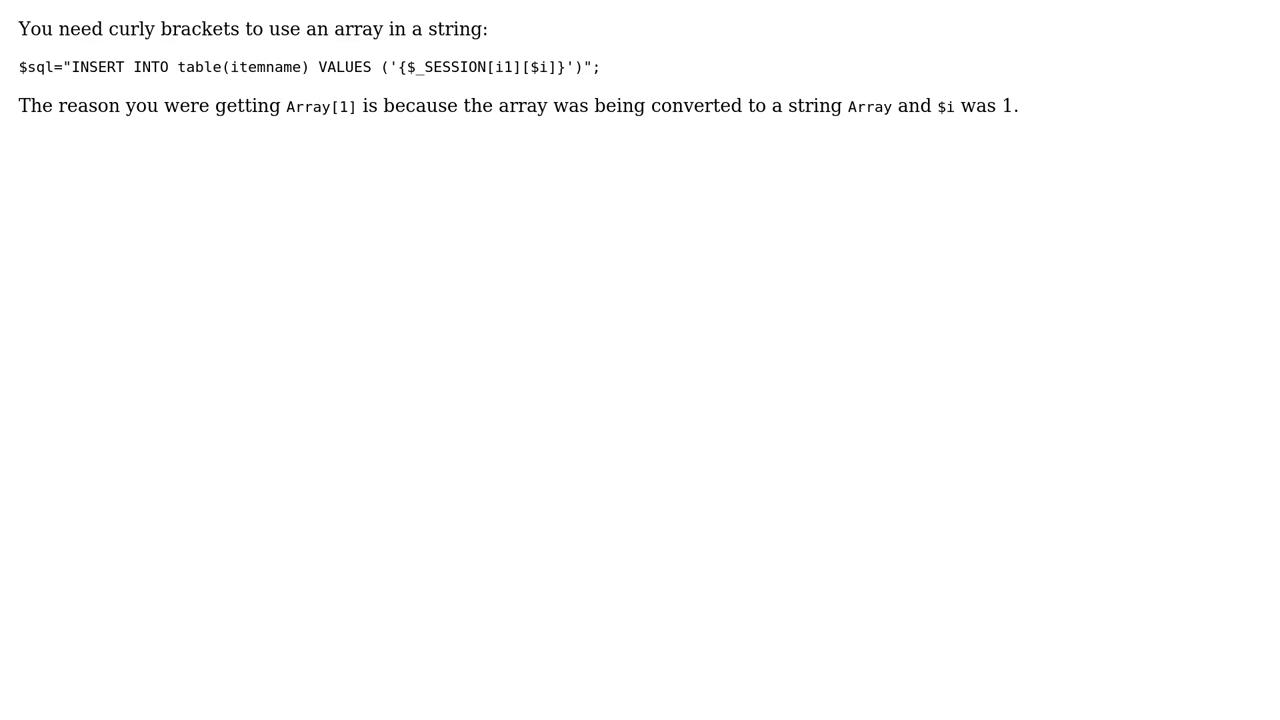 You need curly brackets to use an array in a string:
$sql="INSERT INTO table(itemname) VALUES ('{$_SESSION[i1][$i]}')";
The reason you were getting Array[1] is because the array was being converted to a string Array and $i was 1.